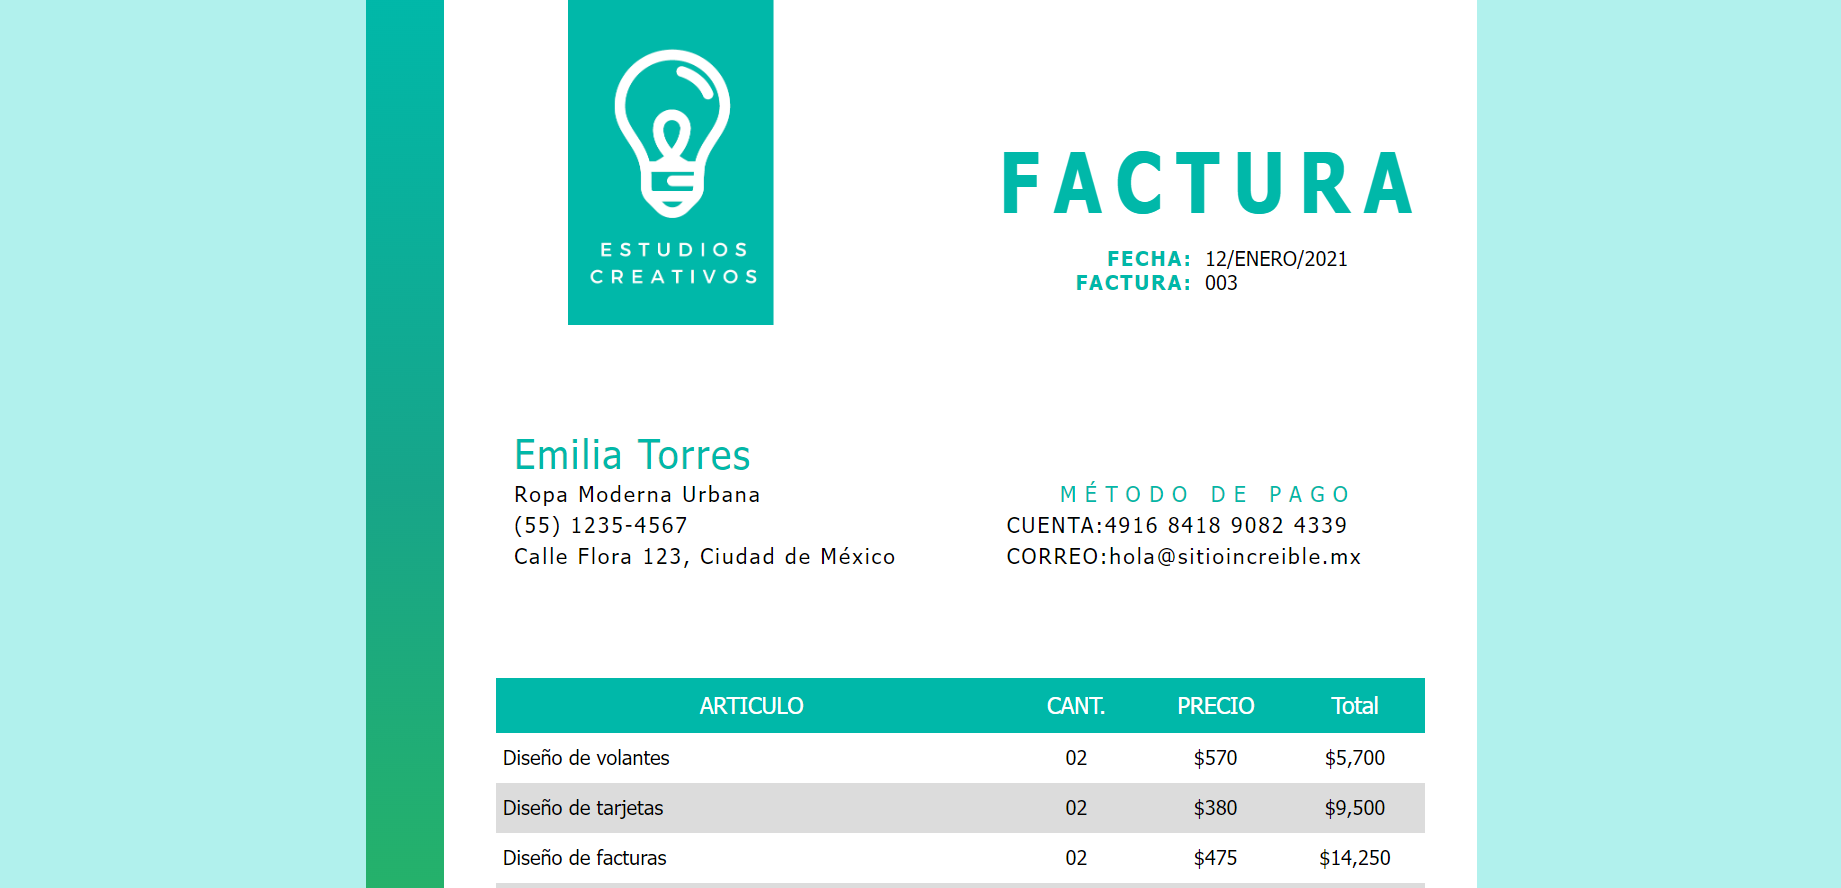 ESTUDIOS
CREATIVOS
FACTURA
FECHA: 12/ENERO/2021
FACTURA: 003
Emilia Torres
Ropa Moderna Urbana
(55) 1235-4567
Calle Flora 123, Ciudad de México
MÉTODO DE PAGO
CUENTA:4916 8418 9082 4339
CORREO:hola@sitioincreible.mx
ARTICULO CANT. PRECIO Total
Diseño de volantes 02 $570 $5,700
Diseño de tarjetas 02 $380 $9,500
Diseño de facturas 02 $475 $14,250